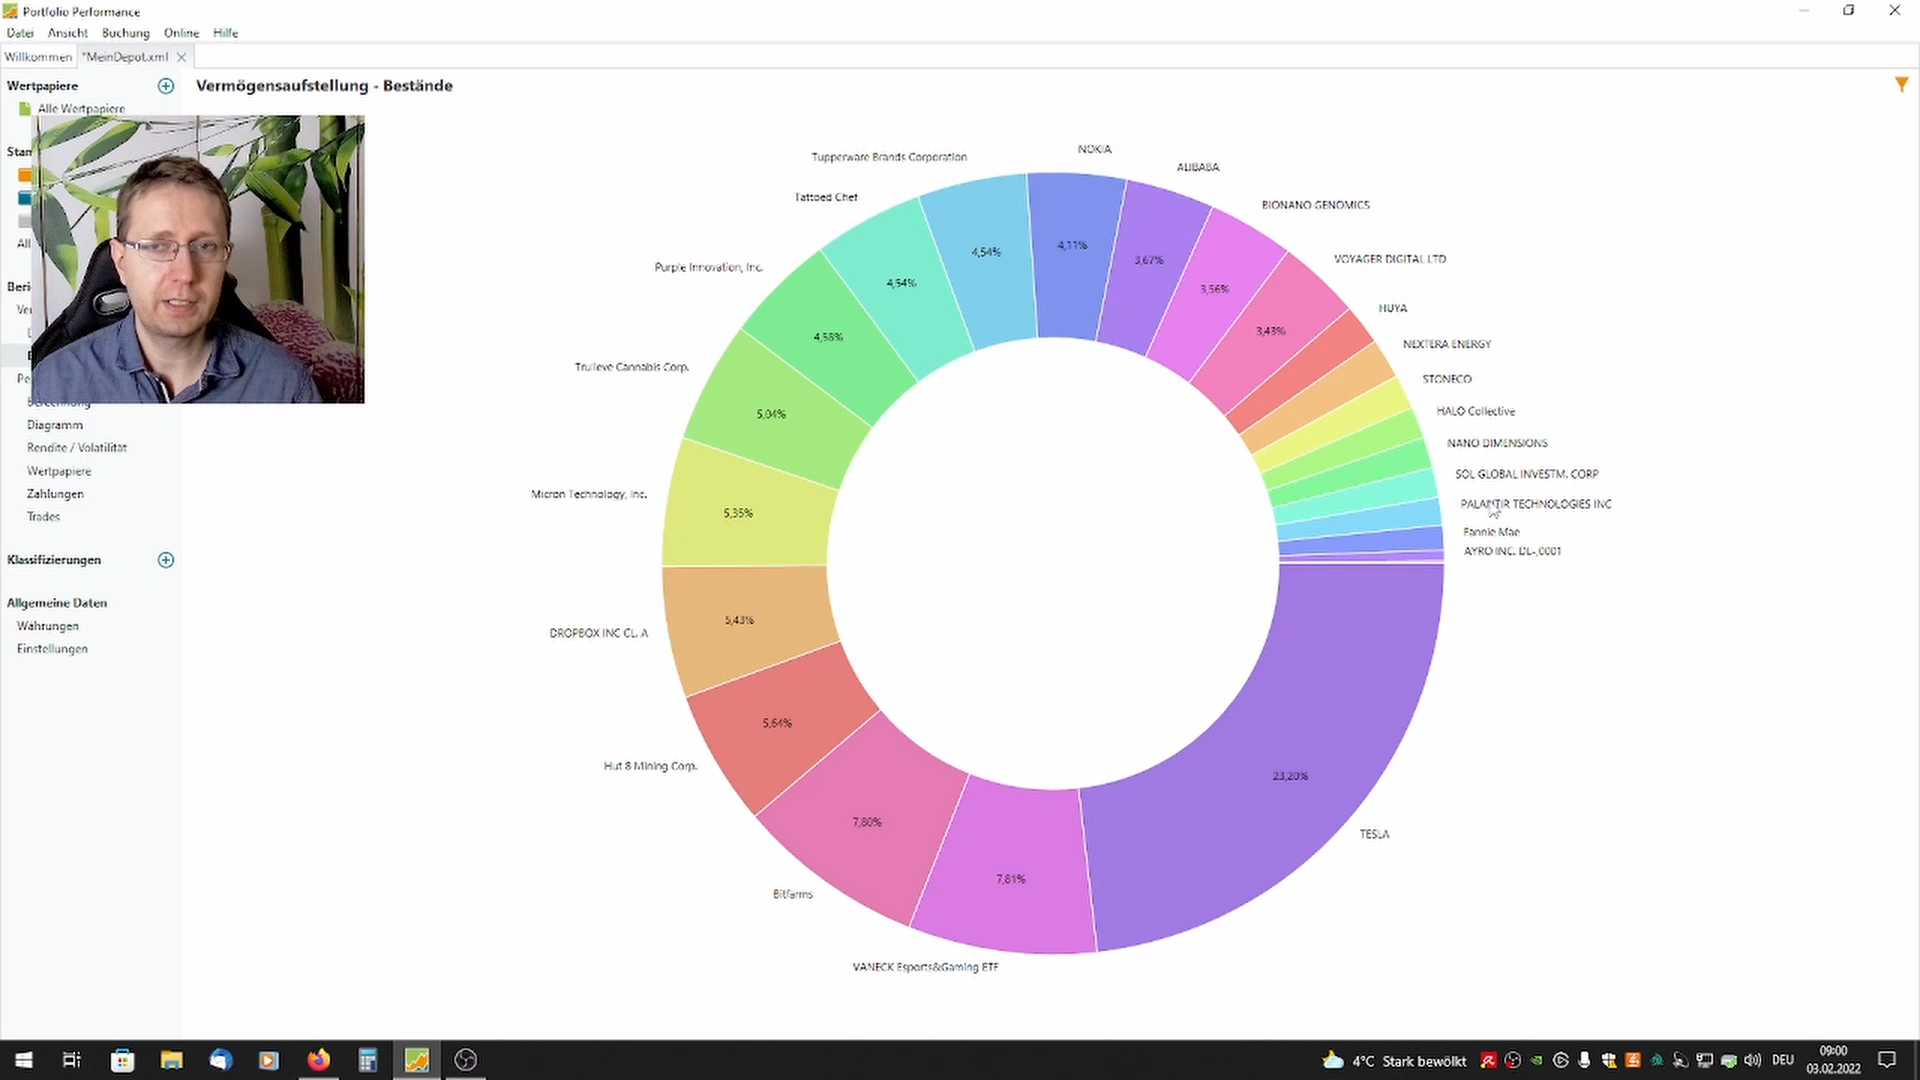 Portfolio Performance
Datei Ansicht Buchung Online Hilfe
Willkommen *MeinDepot.xml
Wertpapiere
Alle Wertpapiere
Diagramm
Rendite / Volatilität
Wertpapiere
Zahlungen
Trades
Klassifizierungen
Allgemeine Daten
Währungen
Einstellungen
Vermögensaufstellung - Bestände
NOKIA
ALIBABA
BIONANO GENOMICS
VOYAGER DIGITAL LTD
HUYA
NEXTERA ENERGY
STONECO
HALO Collective
NANO DIMENSIONS
SOL GLOBAL INVESTM. CORP
PALANTIR TECHNOLOGIES INC
Fannie Mae
AYRO INC. DL-,0001
TESLA
VANECK Esports&Gaming ETF
Bitfarms
Hut 8 Mining Corp.
DROPBOX INC CL. A
Micron Technology, Inc.
Trulieve Cannabis Corp.
Purple Innovation, Inc.
Tattoed Chef
Tupperware Brands Corporation
4,11%
3,67%
3,56%
3,43%
23,20%
7,81%
7,80%
5,64%
5,43%
5,35%
5,04%
4,58%
4,54%
4,54%
4°C Stark bewölkt
DEU
09:00
03.02.2022